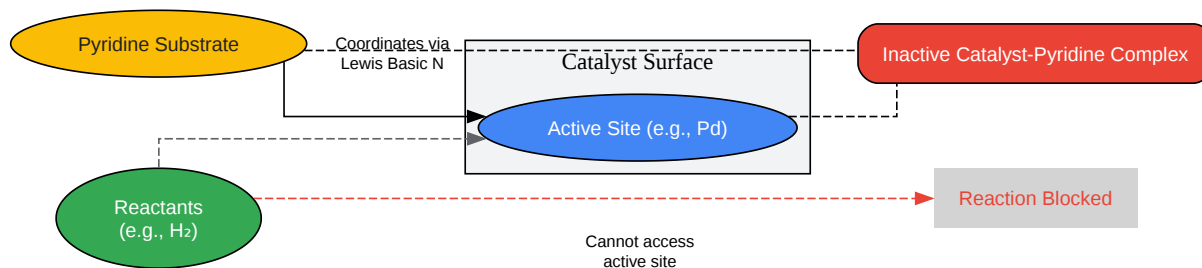 Pyridine Substrate
Coordinates via
Lewis Basic N
Catalyst Surface
Inactive Catalyst-Pyridine Complex
Active Site (e.g., Pd)
Reactants
(e.g., H₂)
Reaction Blocked
Cannot access
active site